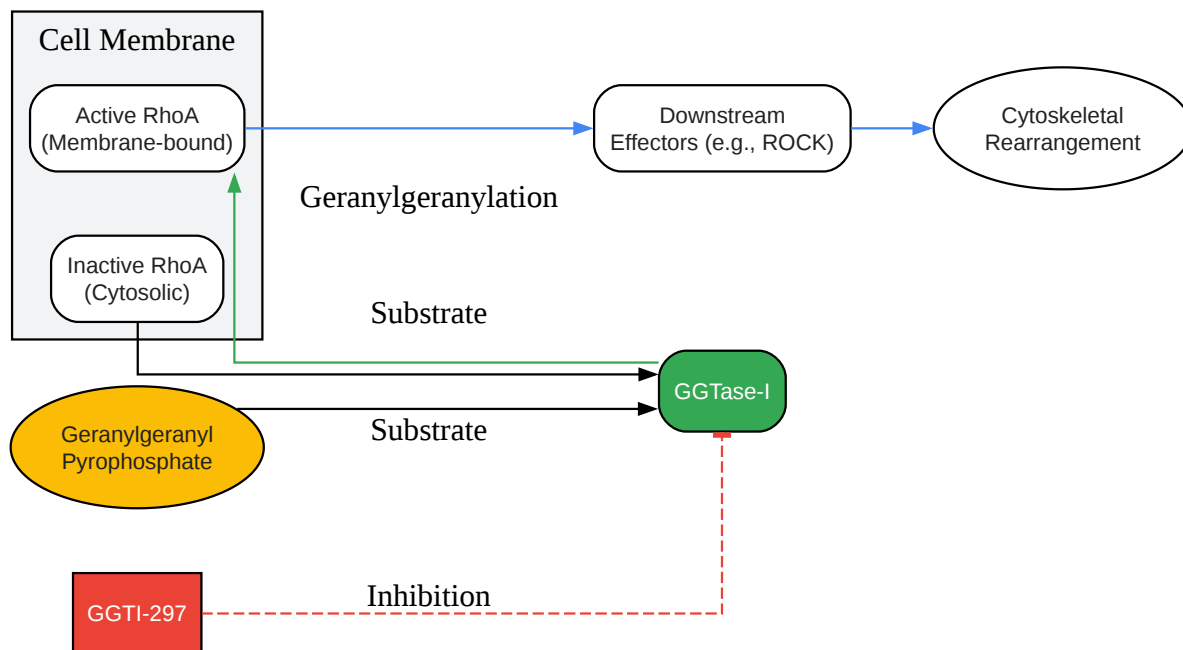 Cell Membrane
Active RhoA
(Membrane-bound)
Downstream
Effectors (e.g., ROCK)
Cytoskeletal
Rearrangement
Geranylgeranylation
Inactive RhoA
(Cytosolic)
Substrate
GGTase-I
Geranylgeranyl
Pyrophosphate
Substrate
GGTI-297
Inhibition